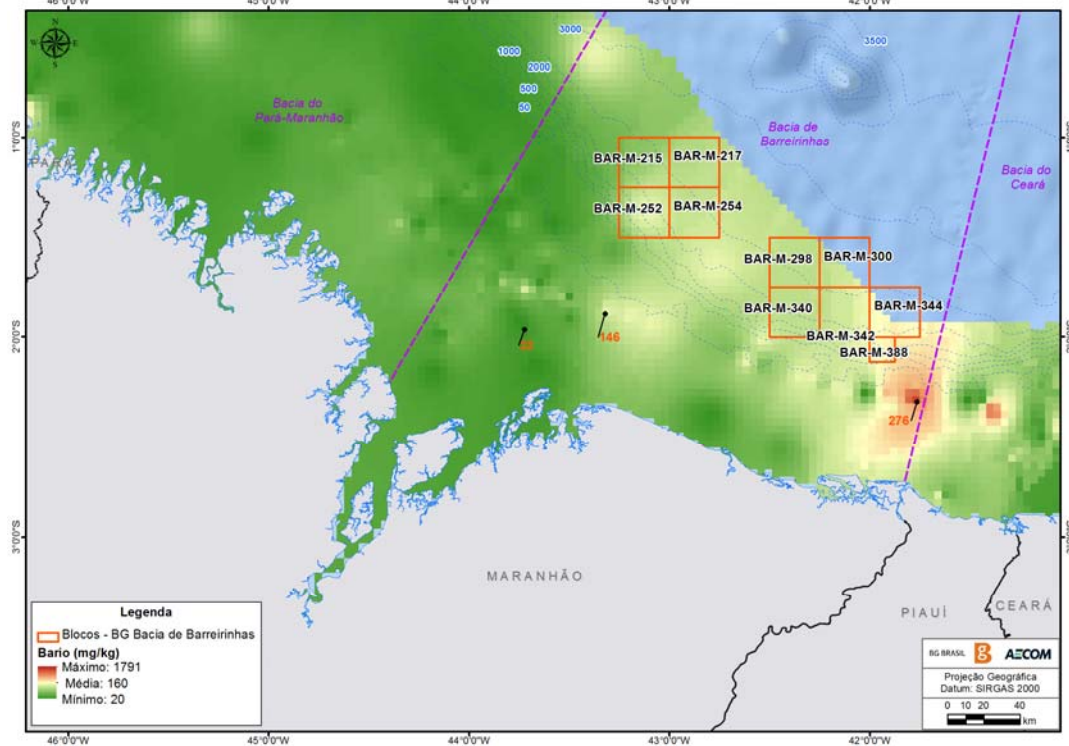 46°0'0"W 45°0'0"W 44°0'0"W 43°0'0"W 42°0'0"W
N
W E
S
3000
1000
2000
500
50
3500
Bacia do
Pará-Maranhão
Bacia de
Barreirinhas
Bacia do
Ceará
1°0'0"S
PARÁ
BAR-M-215 BAR-M-217
BAR-M-252 BAR-M-254
BAR-M-298 BAR-M-300
BAR-M-340 BAR-M-344
BAR-M-342
BAR-M-388
2°0'0"S
146
276
3°0'0"S
MARANHÃO
PIAUÍ
CEARÁ
Legenda
Blocos - BG Bacia de Barreirinhas
Bario (mg/kg)
Máximo: 1791
Média: 160
Mínimo: 20
BG BRASIL AECOM
Projeção Geográfica
Datum: SIRGAS 2000
0 10 20 40
km
46°0'0"W 45°0'0"W 44°0'0"W 43°0'0"W 42°0'0"W